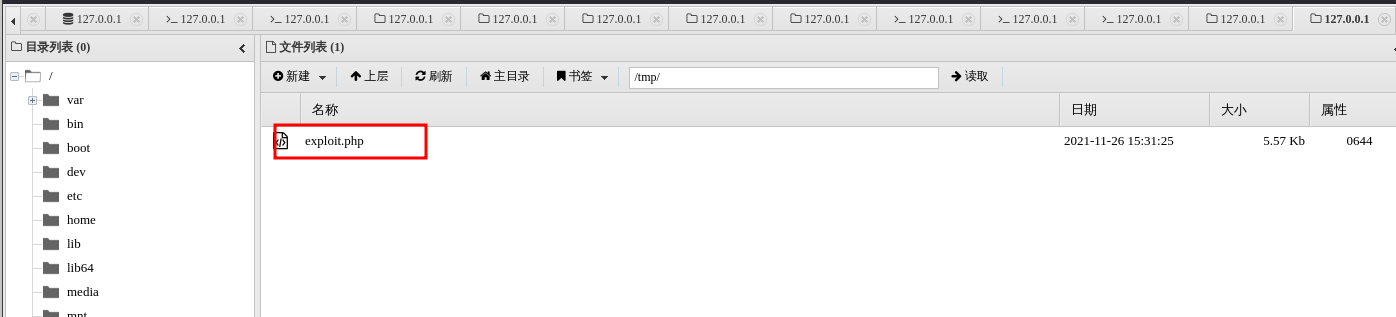 127.0.0.1 127.0.0.1 127.0.0.1 127.0.0.1 127.0.0.1 127.0.0.1 127.0.0.1 127.0.0.1 127.0.0.1 127.0.0.1 127.0.0.1 127.0.0.1 127.0.0.1
目录列表 (0)
/
var
bin
boot
dev
etc
home
lib
lib64
media
mnt
文件列表 (1)
新建 上层 刷新 主目录 书签 /tmp/ 读取
名称 日期 大小 属性
exploit.php 2021-11-26 15:31:25 5.57 Kb 0644